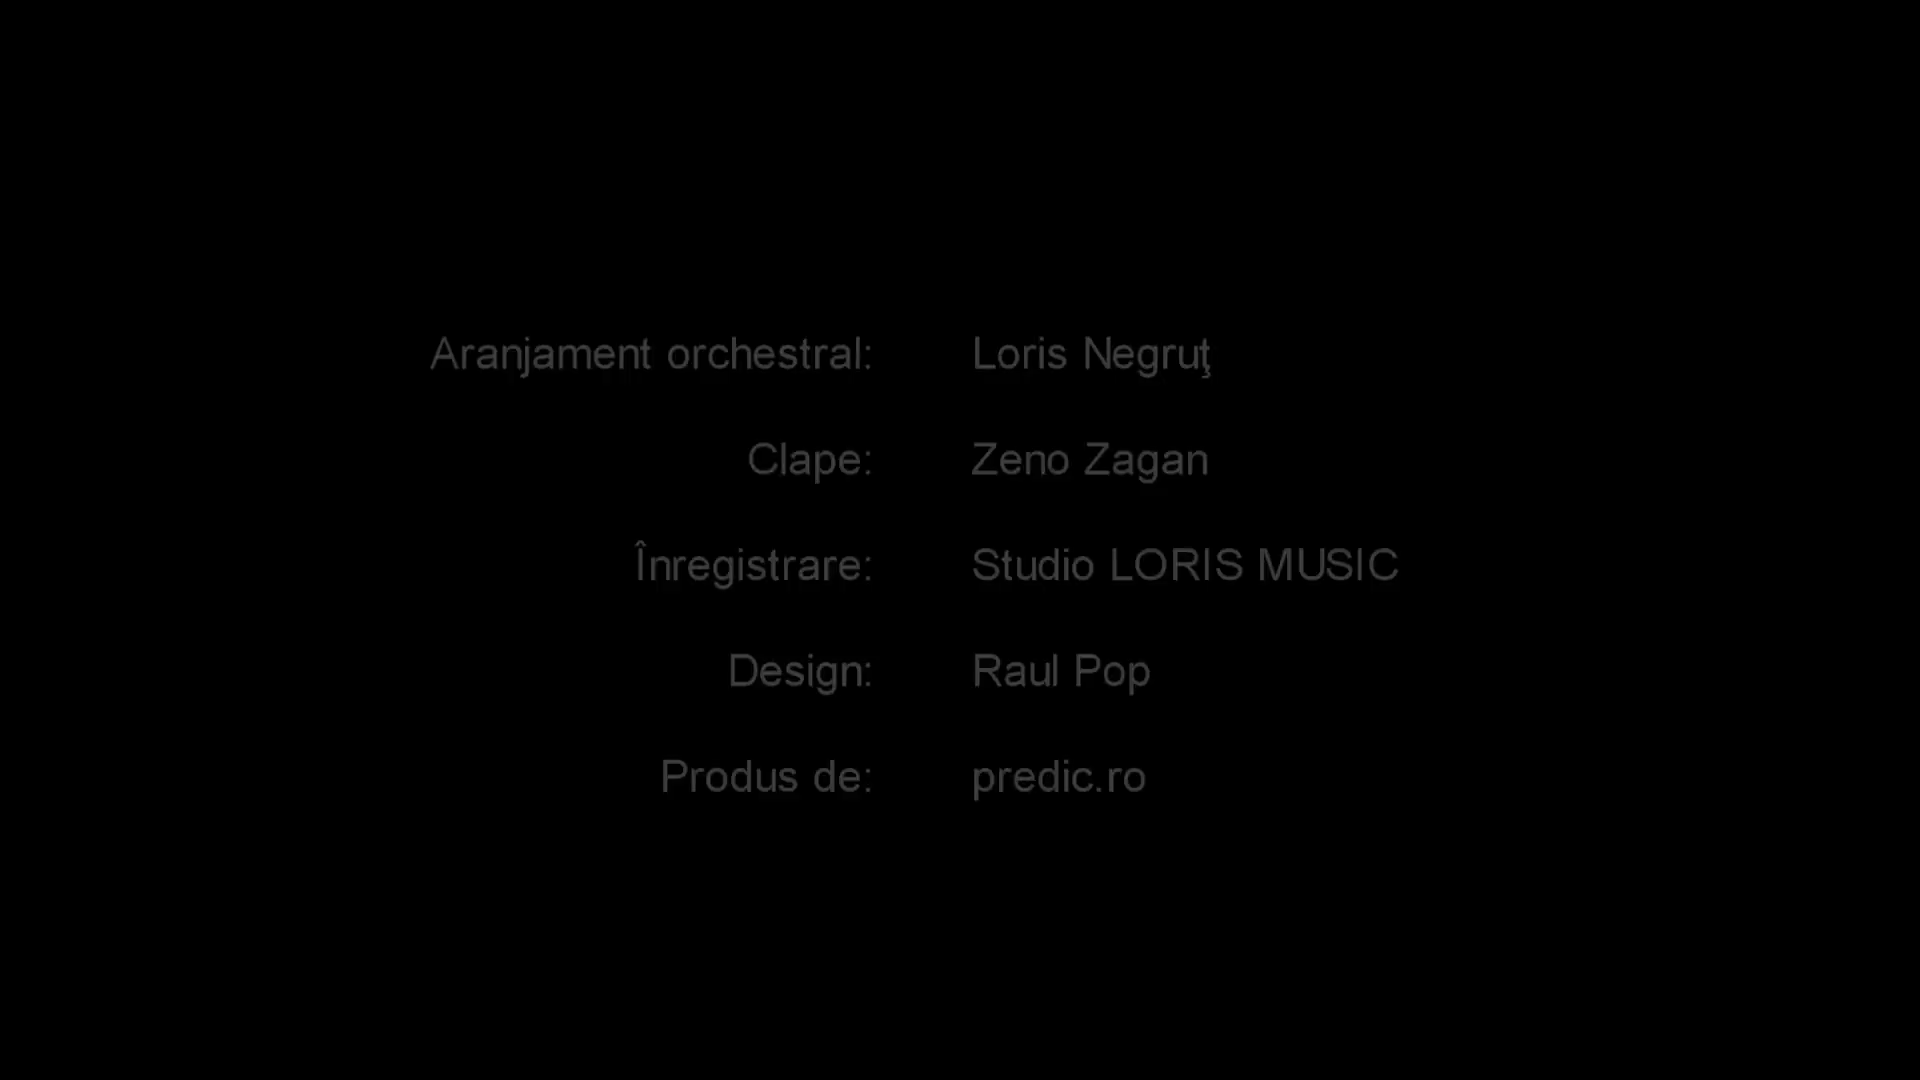 Aranjament orchestral: Loris Negruţ
Clape: Zeno Zagan
Înregistrare: Studio LORIS MUSIC
Design: Raul Pop
Produs de: predic.ro